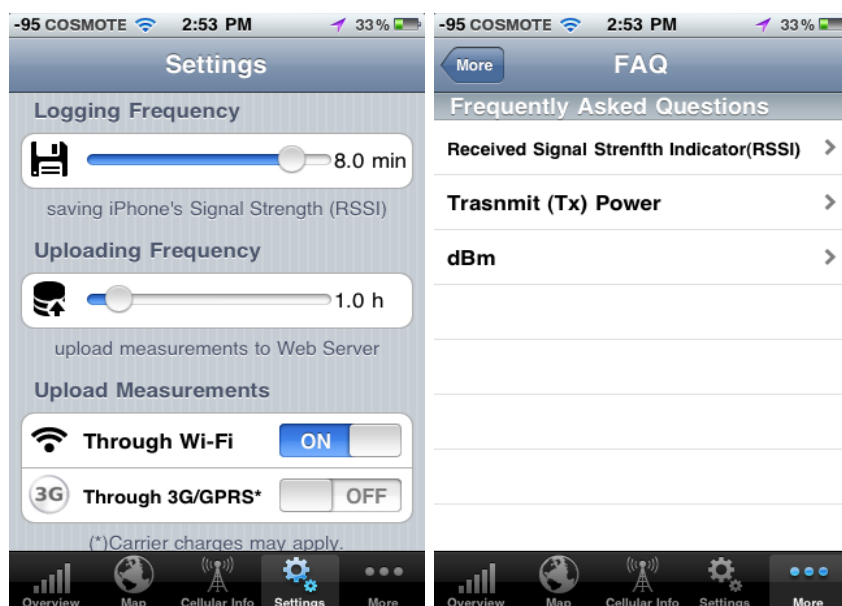 -95 COSMOTE 2:53 PM 33%
Settings
Logging Frequency
8.0 min
saving iPhone's Signal Strength (RSSI)
Uploading Frequency
1.0 h
upload measurements to Web Server
Upload Measurements
Through Wi-Fi ON
3G Through 3G/GPRS* OFF
(*)Carrier charges may apply.
Overview Map Cellular Info Settings More
-95 COSMOTE 2:53 PM 33%
More FAQ
Frequently Asked Questions
Received Signal Strenfth Indicator(RSSI)
Trasnmit (Tx) Power
dBm
Overview Map Cellular Info Settings More